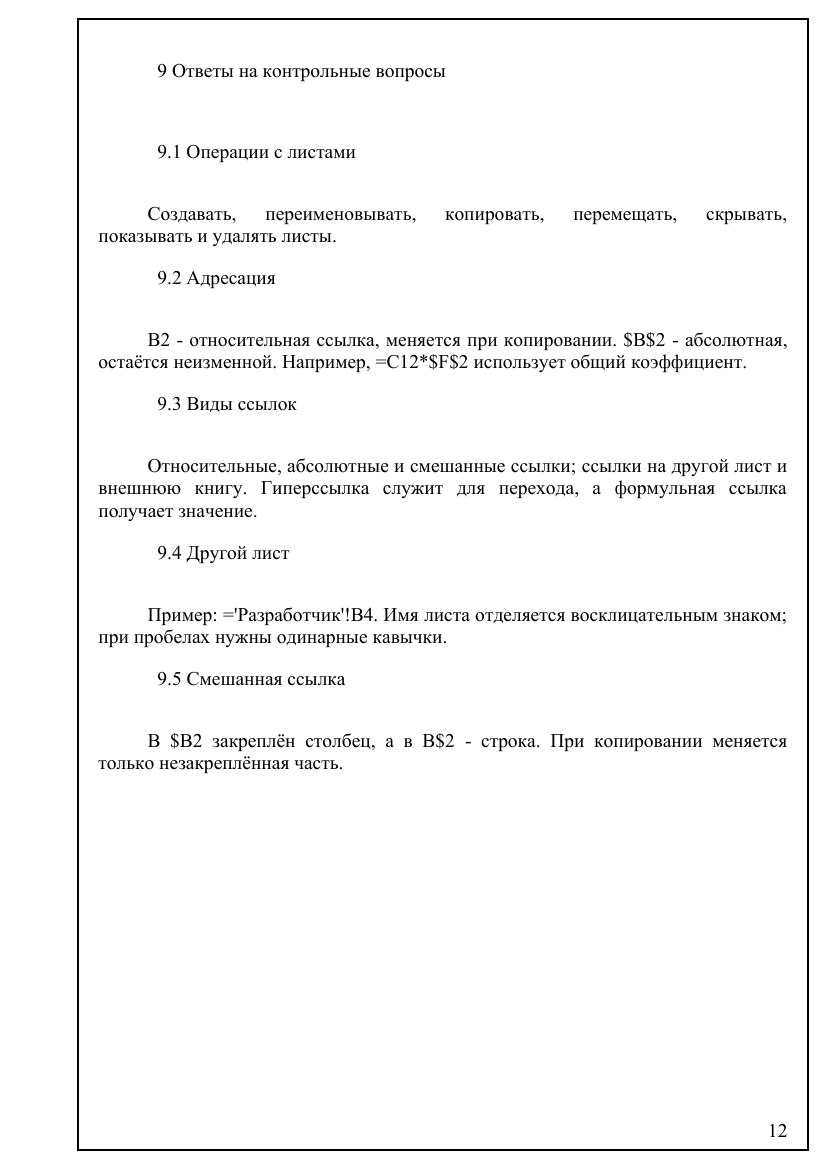 9 Ответы на контрольные вопросы
9.1 Операции с листами
Создавать, переименовывать, копировать, перемещать, скрывать,
показывать и удалять листы.
9.2 Адресация
B2 - относительная ссылка, меняется при копировании. $B$2 - абсолютная,
остаётся неизменной. Например, =C12*$F$2 использует общий коэффициент.
9.3 Виды ссылок
Относительные, абсолютные и смешанные ссылки; ссылки на другой лист и
внешнюю книгу. Гиперссылка служит для перехода, а формульная ссылка
получает значение.
9.4 Другой лист
Пример: ='Разработчик'!B4. Имя листа отделяется восклицательным знаком;
при пробелах нужны одинарные кавычки.
9.5 Смешанная ссылка
В $B2 закреплён столбец, а в B$2 - строка. При копировании меняется
только незакреплённая часть.
12